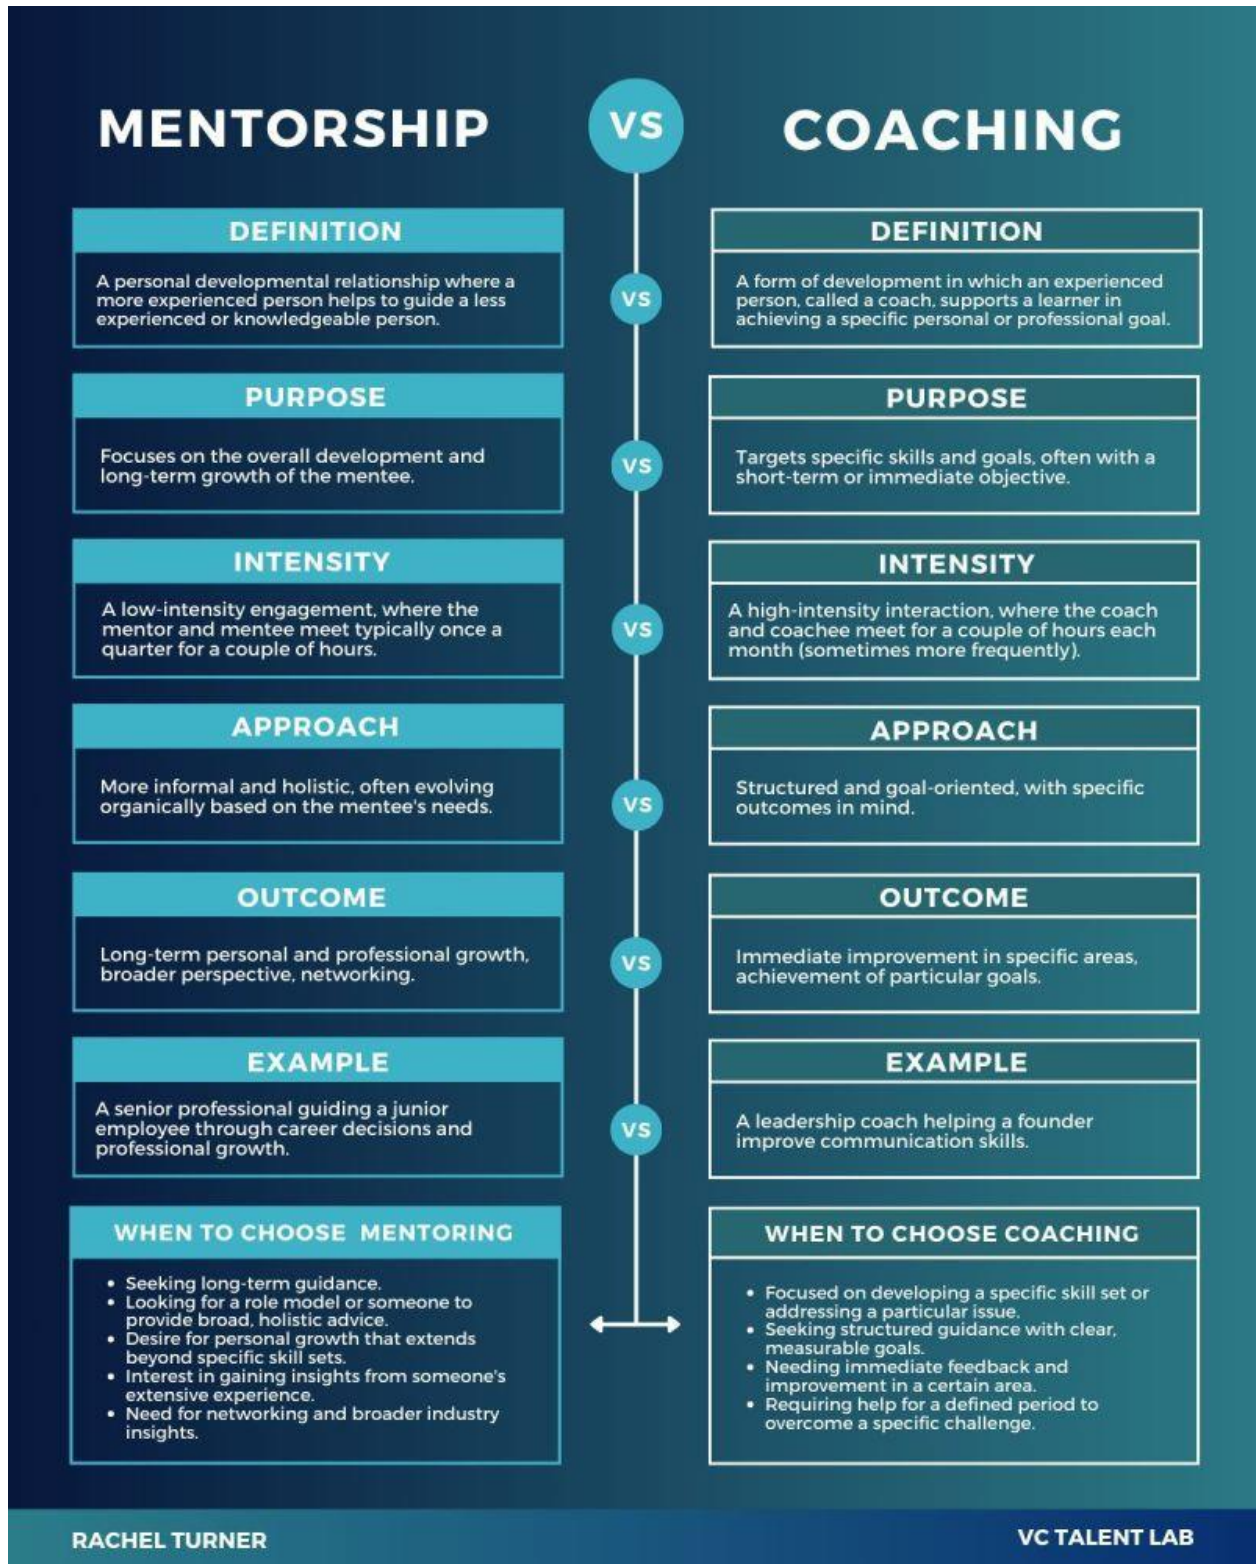 MENTORSHIP
VS
COACHING
DEFINITION
A personal developmental relationship where a
more experienced person helps to guide a less
experienced or knowledgeable person.
VS
DEFINITION
A form of development in which an experienced
person, called a coach, supports a learner in
achieving a specific personal or professional goal.
PURPOSE
Focuses on the overall development and
long-term growth of the mentee.
VS
PURPOSE
Targets specific skills and goals, often with a
short-term or immediate objective.
INTENSITY
A low-intensity engagement, where the
mentor and mentee meet typically once a
quarter for a couple of hours.
VS
INTENSITY
A high-intensity interaction, where the coach
and coachee meet for a couple of hours each
month (sometimes more frequently).
APPROACH
More informal and holistic, often evolving
organically based on the mentee's needs.
VS
APPROACH
Structured and goal-oriented, with specific
outcomes in mind.
OUTCOME
Long-term personal and professional growth,
broader perspective, networking.
VS
OUTCOME
Immediate improvement in specific areas,
achievement of particular goals.
EXAMPLE
A senior professional guiding a junior
employee through career decisions and
professional growth.
VS
EXAMPLE
A leadership coach helping a founder
improve communication skills.
WHEN TO CHOOSE MENTORING
• Seeking long-term guidance.
• Looking for a role model or someone to
provide broad, holistic advice.
• Desire for personal growth that extends
beyond specific skill sets.
• Interest in gaining insights from someone's
extensive experience.
• Need for networking and broader industry
insights.
WHEN TO CHOOSE COACHING
• Focused on developing a specific skill set or
addressing a particular issue.
• Seeking structured guidance with clear,
measurable goals.
• Needing immediate feedback and
improvement in a certain area.
• Requiring help for a defined period to
overcome a specific challenge.
RACHEL TURNER
VC TALENT LAB